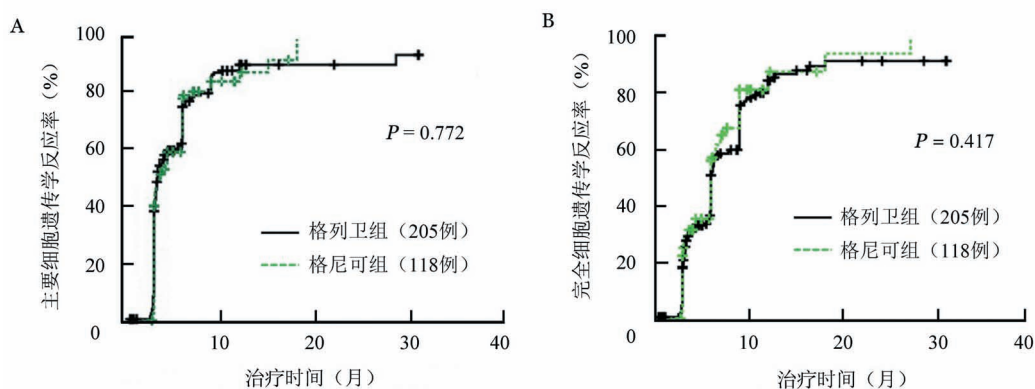 A
主要细胞遗传学反应率（%）
100
80
60
40
20
0
P = 0.772
格列卫组（205例）
格尼可组（118例）
10
20
30
40
治疗时间（月）
B
完全细胞遗传学反应率（%）
100
80
60
40
20
0
P = 0.417
格列卫组（205例）
格尼可组（118例）
10
20
30
40
治疗时间（月）